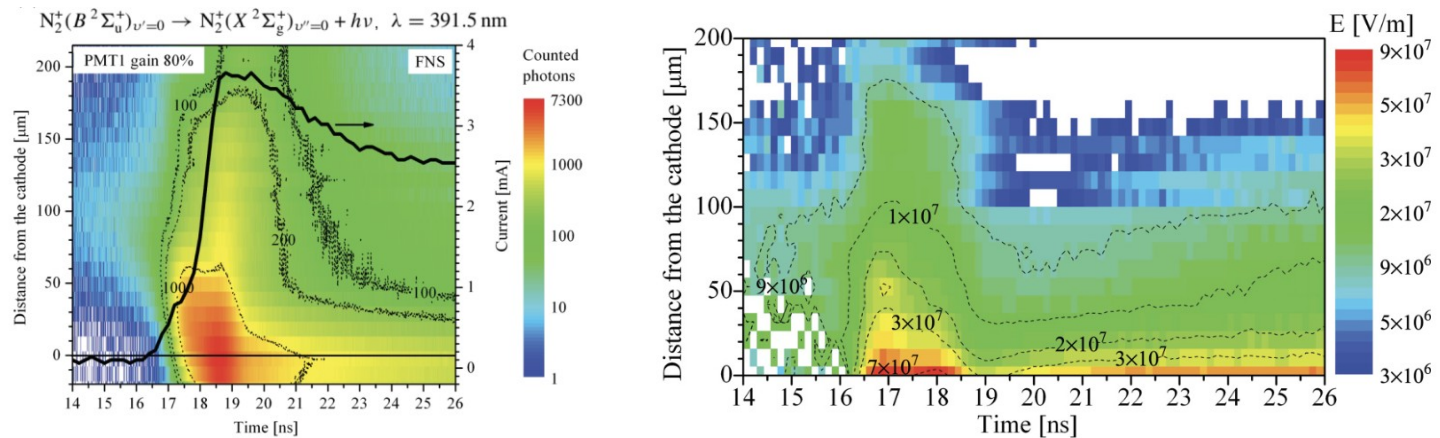 N₂⁺(B ²Σᵤ⁺)ᵥ′₌₀ → N₂⁺(X ²Σg⁺)ᵥ″₌₀ + hν, λ = 391.5 nm
PMT1 gain 80%
FNS
Distance from the cathode [μm]
200
150
100
50
0
14 15 16 17 18 19 20 21 22 23 24 25 26
Time [ns]
100
200
1000
100
4
3
2
1
0
Current [mA]
Counted
photons
7300
1000
100
10
1
E [V/m]
Distance from the cathode [μm]
200
150
100
50
0
14 15 16 17 18 19 20 21 22 23 24 25 26
Time [ns]
1×10⁷
9×10⁶
3×10⁷
2×10⁷
7×10⁷
3×10⁷
9×10⁷
5×10⁷
5×10⁷
3×10⁷
2×10⁷
9×10⁶
5×10⁶
3×10⁶